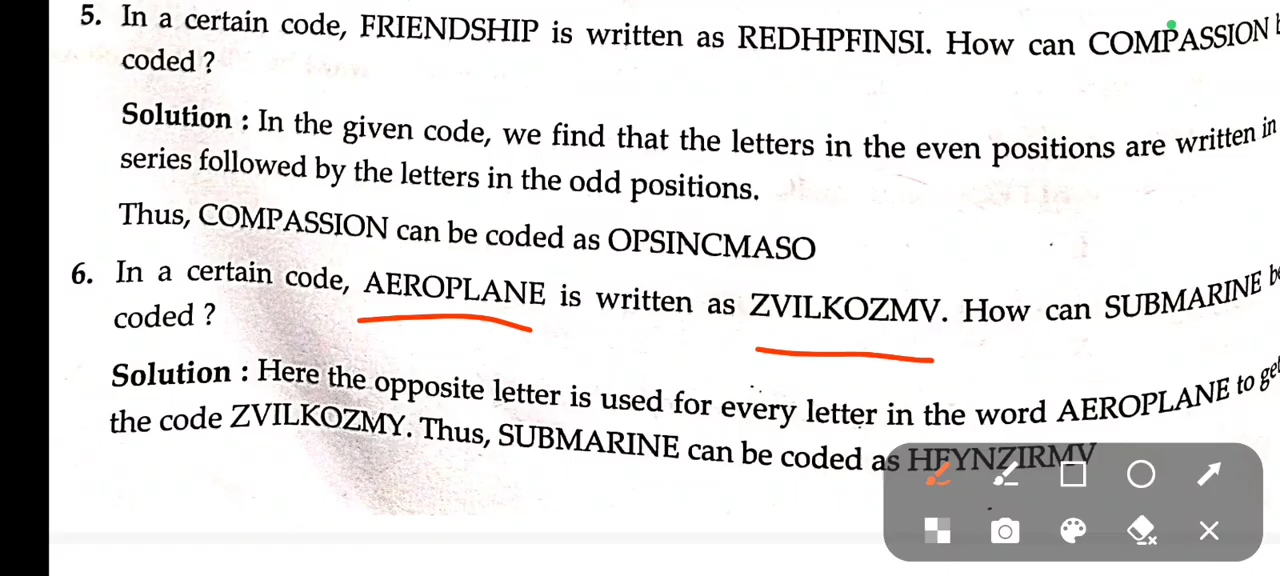 5. In a certain code, FRIENDSHIP is written as REDHPFINSI. How can COMPASSION
coded ?
Solution : In the given code, we find that the letters in the even positions are written in
series followed by the letters in the odd positions.
Thus, COMPASSION can be coded as OPSINCMASO
6. In a certain code, AEROPLANE is written as ZVILKOZMV. How can SUBMARINE be
coded ?
Solution : Here the opposite letter is used for every letter in the word AEROPLANE to get
the code ZVILKOZMY. Thus, SUBMARINE can be coded as HFYNZIRMV